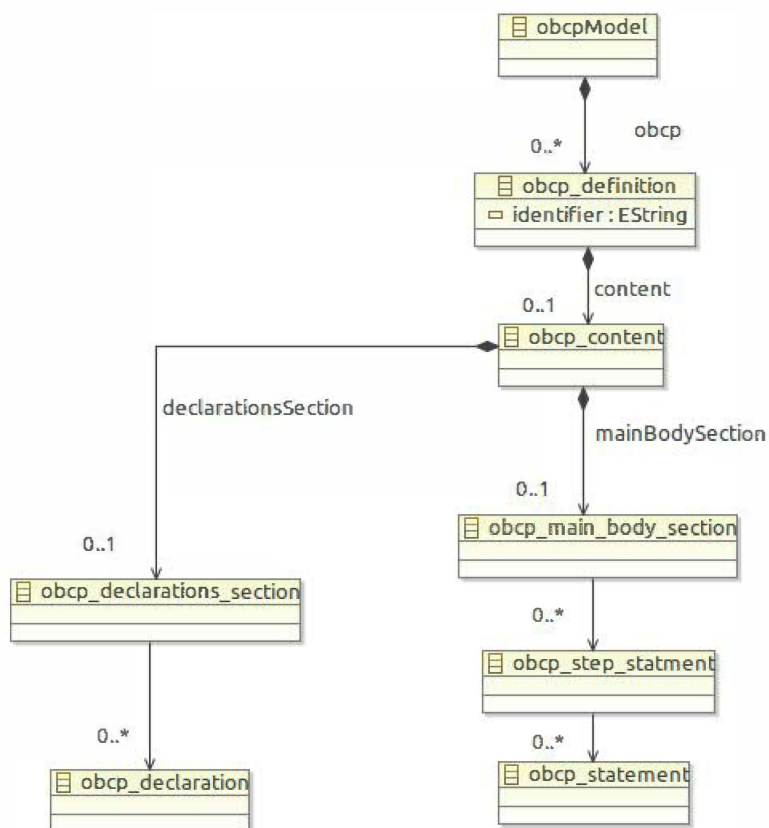 obcpModel
obcp
0..*
obcp_definition
identifier : EString
content
0..1
obcp_content
declarationsSection
mainBodySection
0..1
obcp_main_body_section
0..1
obcp_declarations_section
0..*
obcp_step_statment
0..*
0..*
obcp_declaration
obcp_statement